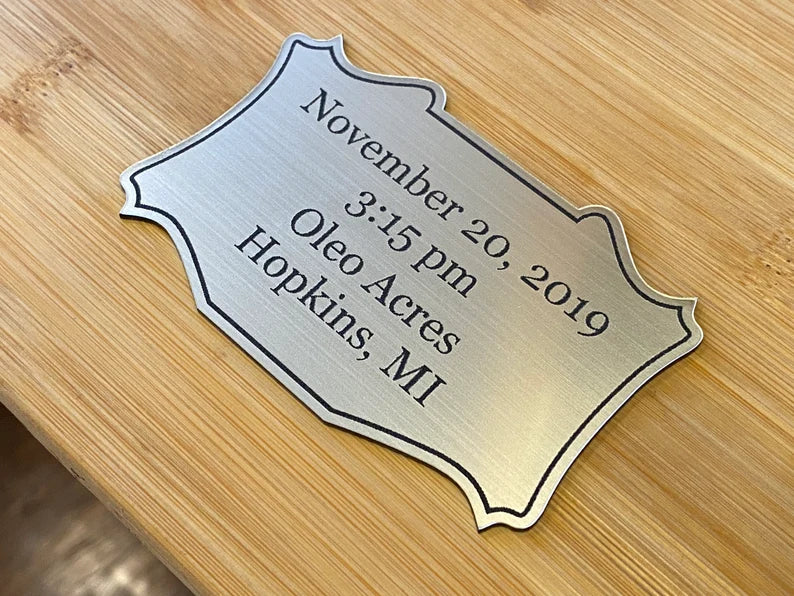 November 20, 2019
3:15 pm
Oleo Acres
Hopkins, MI